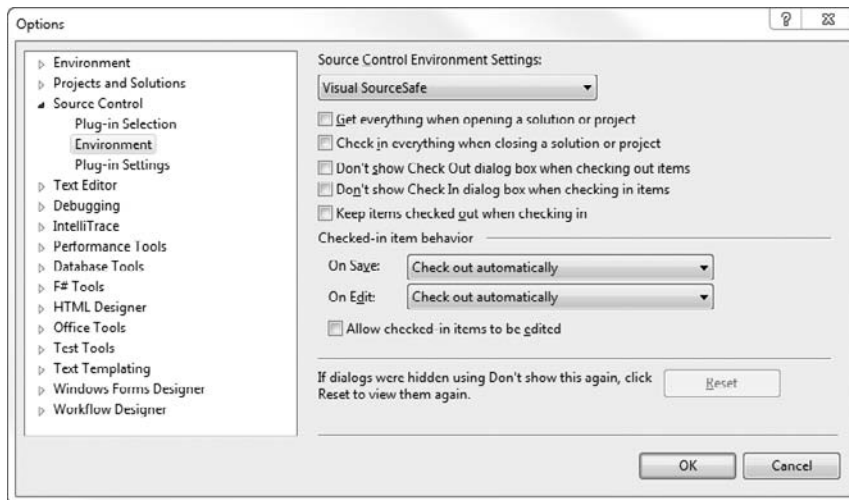 Options
Environment
Projects and Solutions
Source Control
Plug-in Selection
Environment
Plug-in Settings
Text Editor
Debugging
IntelliTrace
Performance Tools
Database Tools
F# Tools
HTML Designer
Office Tools
Test Tools
Text Templating
Windows Forms Designer
Workflow Designer
Source Control Environment Settings:
Visual SourceSafe
Get everything when opening a solution or project
Check in everything when closing a solution or project
Don't show Check Out dialog box when checking out items
Don't show Check In dialog box when checking in items
Keep items checked out when checking in
Checked-in item behavior
On Save: Check out automatically
On Edit: Check out automatically
Allow checked-in items to be edited
If dialogs were hidden using Don't show this again, click
Reset to view them again.
Reset
OK Cancel